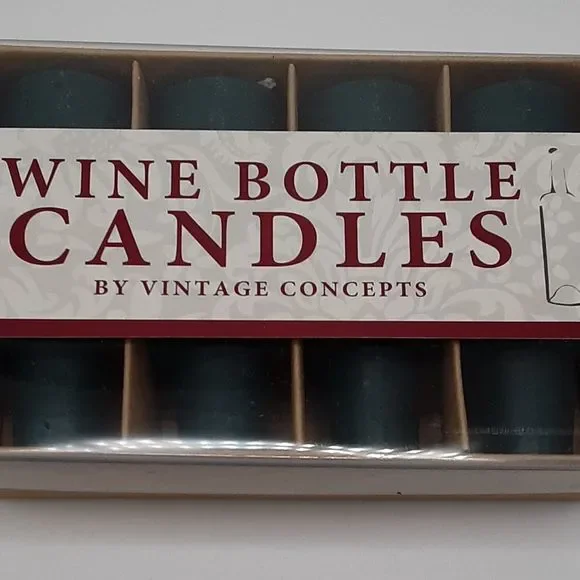 WINE BOTTLE
CANDLES
BY VINTAGE CONCEPTS